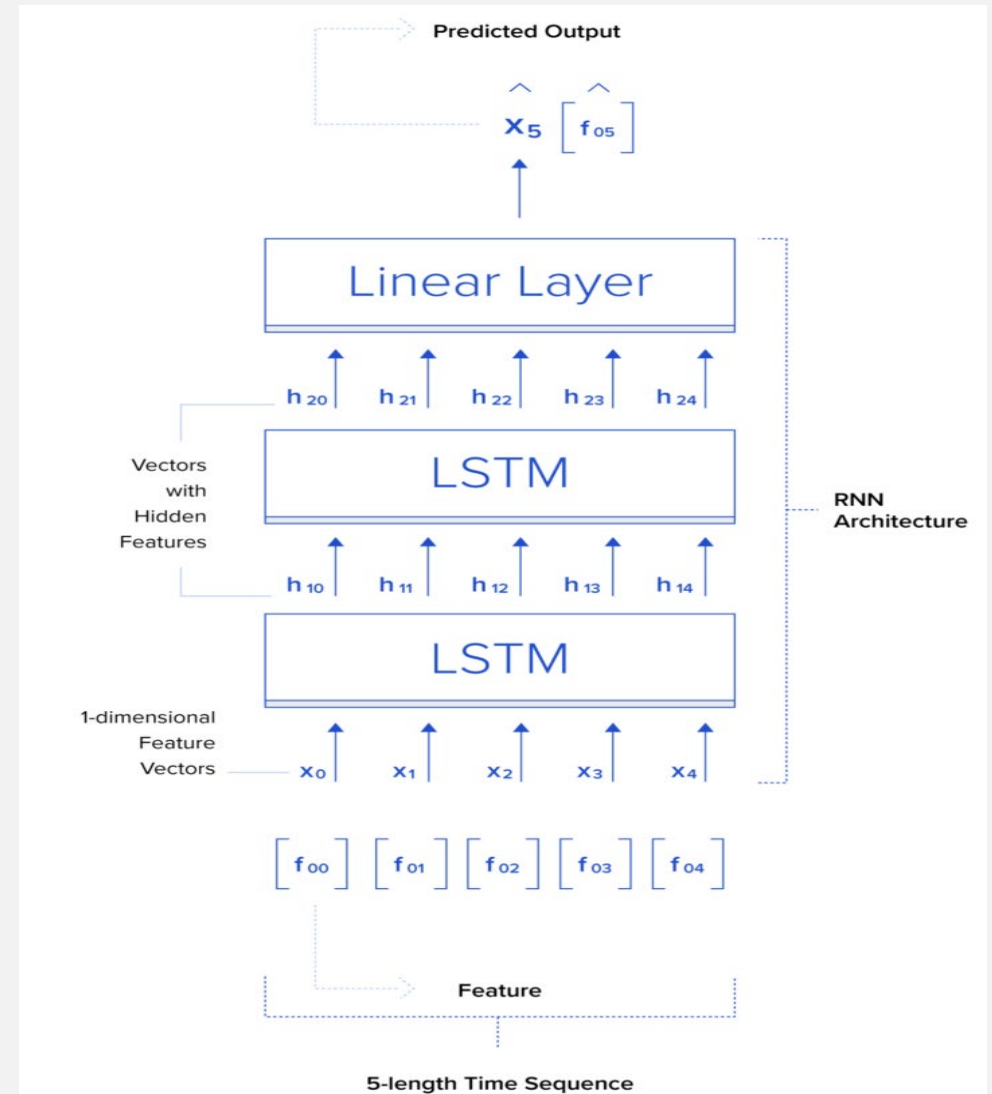 Predicted Output
^ ^
x5 [f05]
Linear Layer
h20 h21 h22 h23 h24
LSTM
Vectors
with
Hidden
Features
RNN
Architecture
h10 h11 h12 h13 h14
LSTM
1-dimensional
Feature
Vectors
x0 x1 x2 x3 x4
[f00] [f01] [f02] [f03] [f04]
Feature
5-length Time Sequence